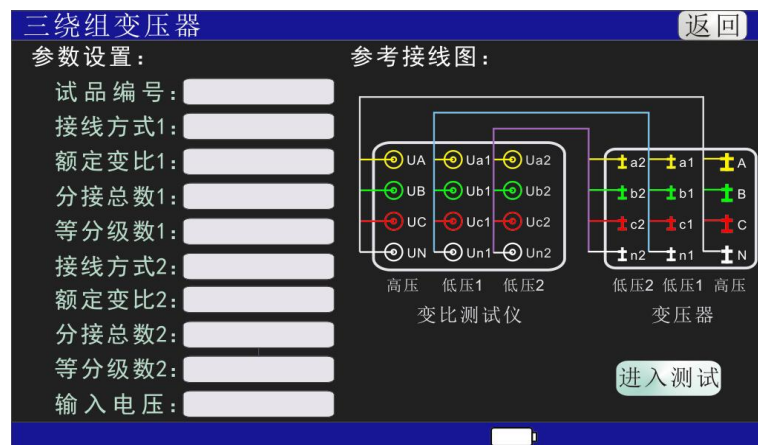 三绕组变压器 返回
参数设置: 参考接线图:
试品编号:
接线方式1:
额定变比1:
分接总数1:
等分级数1:
接线方式2:
额定变比2:
分接总数2:
等分级数2:
输入电压:
UA Ua1 Ua2 a2 a1 A
UB Ub1 Ub2 b2 b1 B
UC Uc1 Uc2 c2 c1 C
UN Un1 Un2 n2 n1 N
高压 低压1 低压2 低压2 低压1 高压
变比测试仪 变压器
进入测试